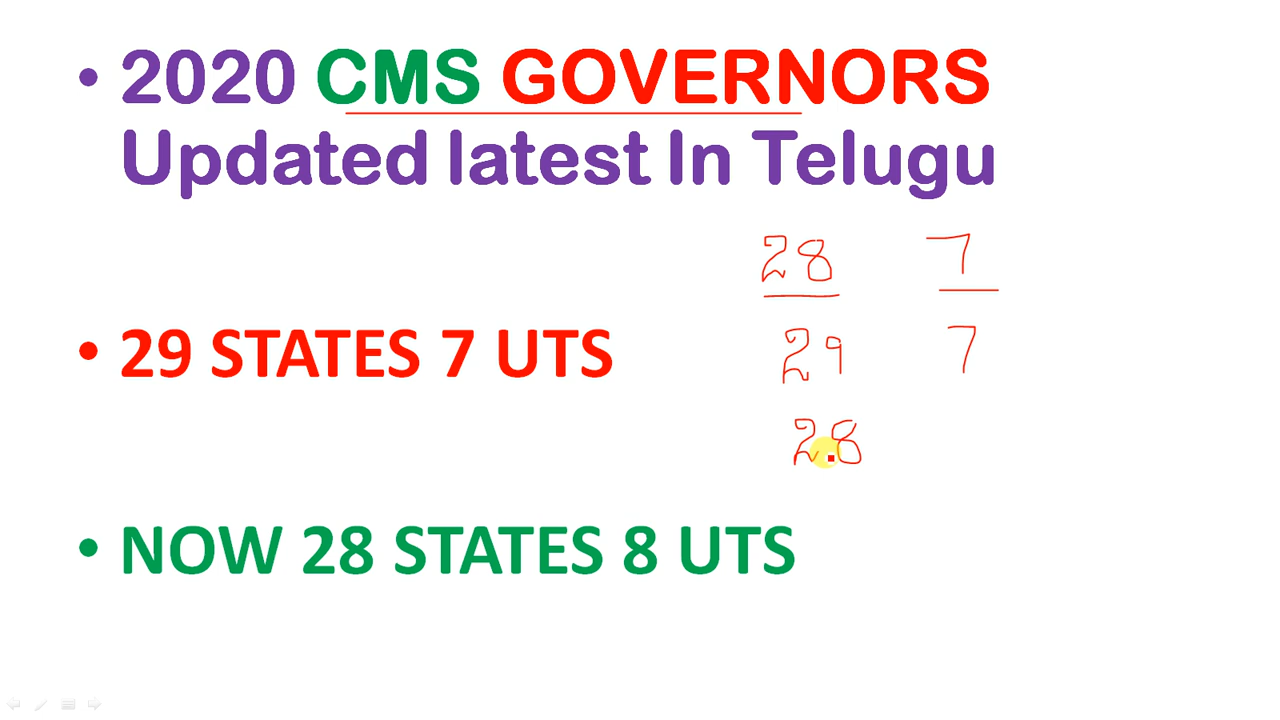 • 2020 CMS GOVERNORS
Updated latest In Telugu
28 7
• 29 STATES 7 UTS
29 7
28
• NOW 28 STATES 8 UTS